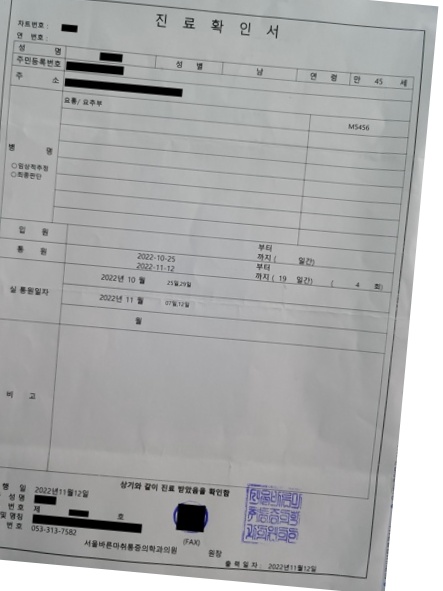 진 료 확 인 서
차트번호 :
연 번호 :
성 명
주민등록번호 성 별 남 연 령 만 45 세
주 소
요통/ 요추부 M5456
병 명
○임상적추정
○최종판단
입 원 부터
까지 ( 일간)
통 원 2022-10-25 부터
2022-11-12 까지 ( 19 일간) ( 4 회)
실 통원일자 2022년 10 월 25일,29일
2022년 11 월 07일,12일
월
비 고
상기와 같이 진료 받았음을 확인함
행 일 2022년11월12일
성명
번호 제 호
및 명칭
번호 053-313-7582 (FAX)
서울바른마취통증의학과의원 원장
출 력 일 자 : 2022년11월12일